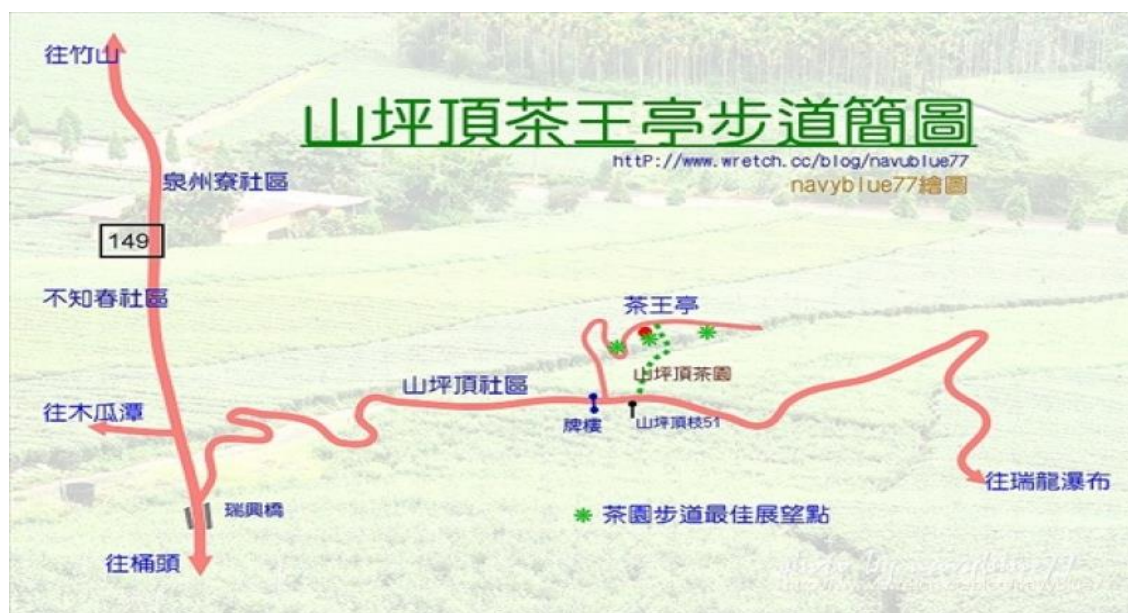 往竹山
山坪頂茶王亭步道簡圖
httP://www.wretch.cc/blog/navublue77
navyblue77繪圖
泉州寮社區
149
不知春社區
茶王亭
山坪頂茶園
山坪頂社區
往木瓜潭
牌樓
山坪頂枝51
往瑞龍瀑布
瑞興橋
茶園步道最佳展望點
往桶頭
photo by navyblue77